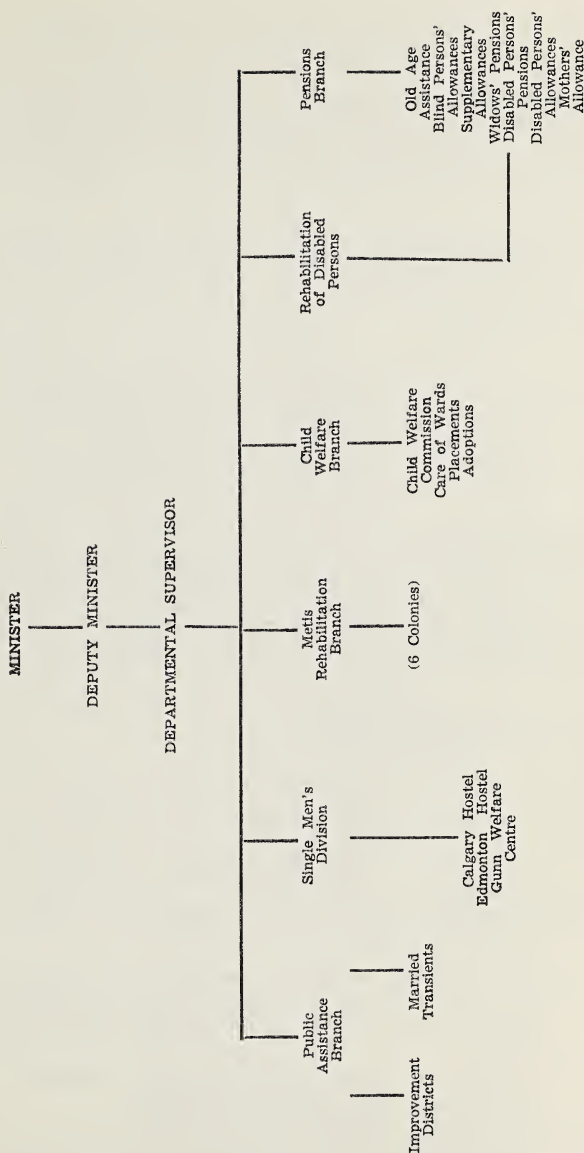 MINISTER
DEPUTY MINISTER
DEPARTMENTAL SUPERVISOR
Public
Assistance
Branch
Single Men's
Division
Metis
Rehabilitation
Branch
Child
Welfare
Branch
Rehabilitation
of Disabled
Persons
Pensions
Branch
Improvement
Districts
Married
Transients
Calgary Hostel
Edmonton Hostel
Gunn Welfare
Centre
(6 Colonies)
Child Welfare
Commission
Care of Wards
Placements
Adoptions
Old Age
Assistance
Blind Persons'
Allowances
Supplementary
Allowances
Widows' Pensions
Disabled Persons'
Pensions
Disabled Persons'
Allowances
Mothers'
Allowance